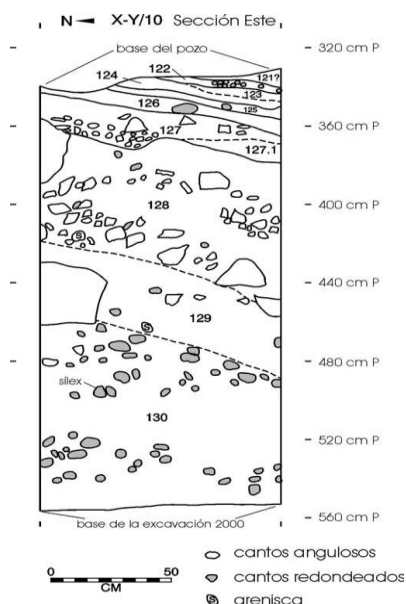 N X-Y/10 Sección Este
320 cm P
base del pozo
122
124
121?
123
126
125
360 cm P
127
127.1
400 cm P
128
S
440 cm P
129
S
480 cm P
sílex
130
520 cm P
base de la excavación 2000
560 cm P
cantos angulosos
0 50
cantos redondeados
CM
S arenisca